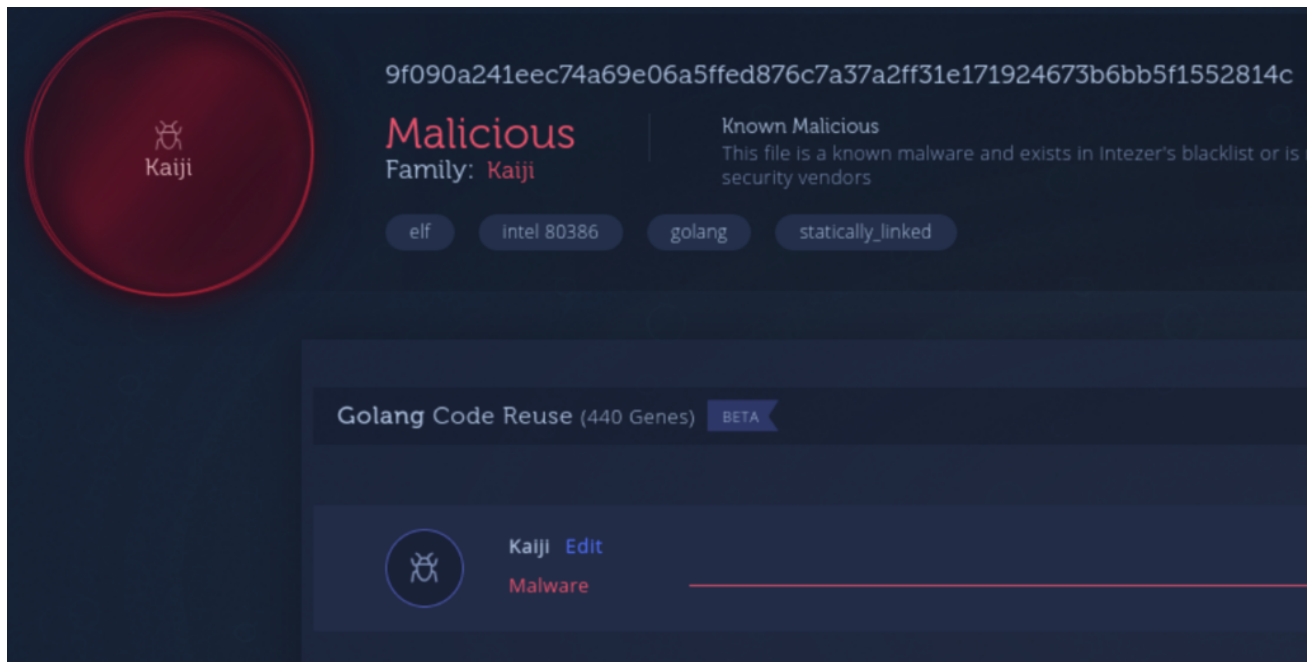 Kaiji
9f090a241eec74a69e06a5ffed876c7a37a2ff31e171924673b6bb5f1552814c
Malicious
Family: Kaiji
Known Malicious
This file is a known malware and exists in Intezer's blacklist or is
security vendors
elf
intel 80386
golang
statically_linked
Golang Code Reuse (440 Genes) BETA
Kaiji Edit
Malware